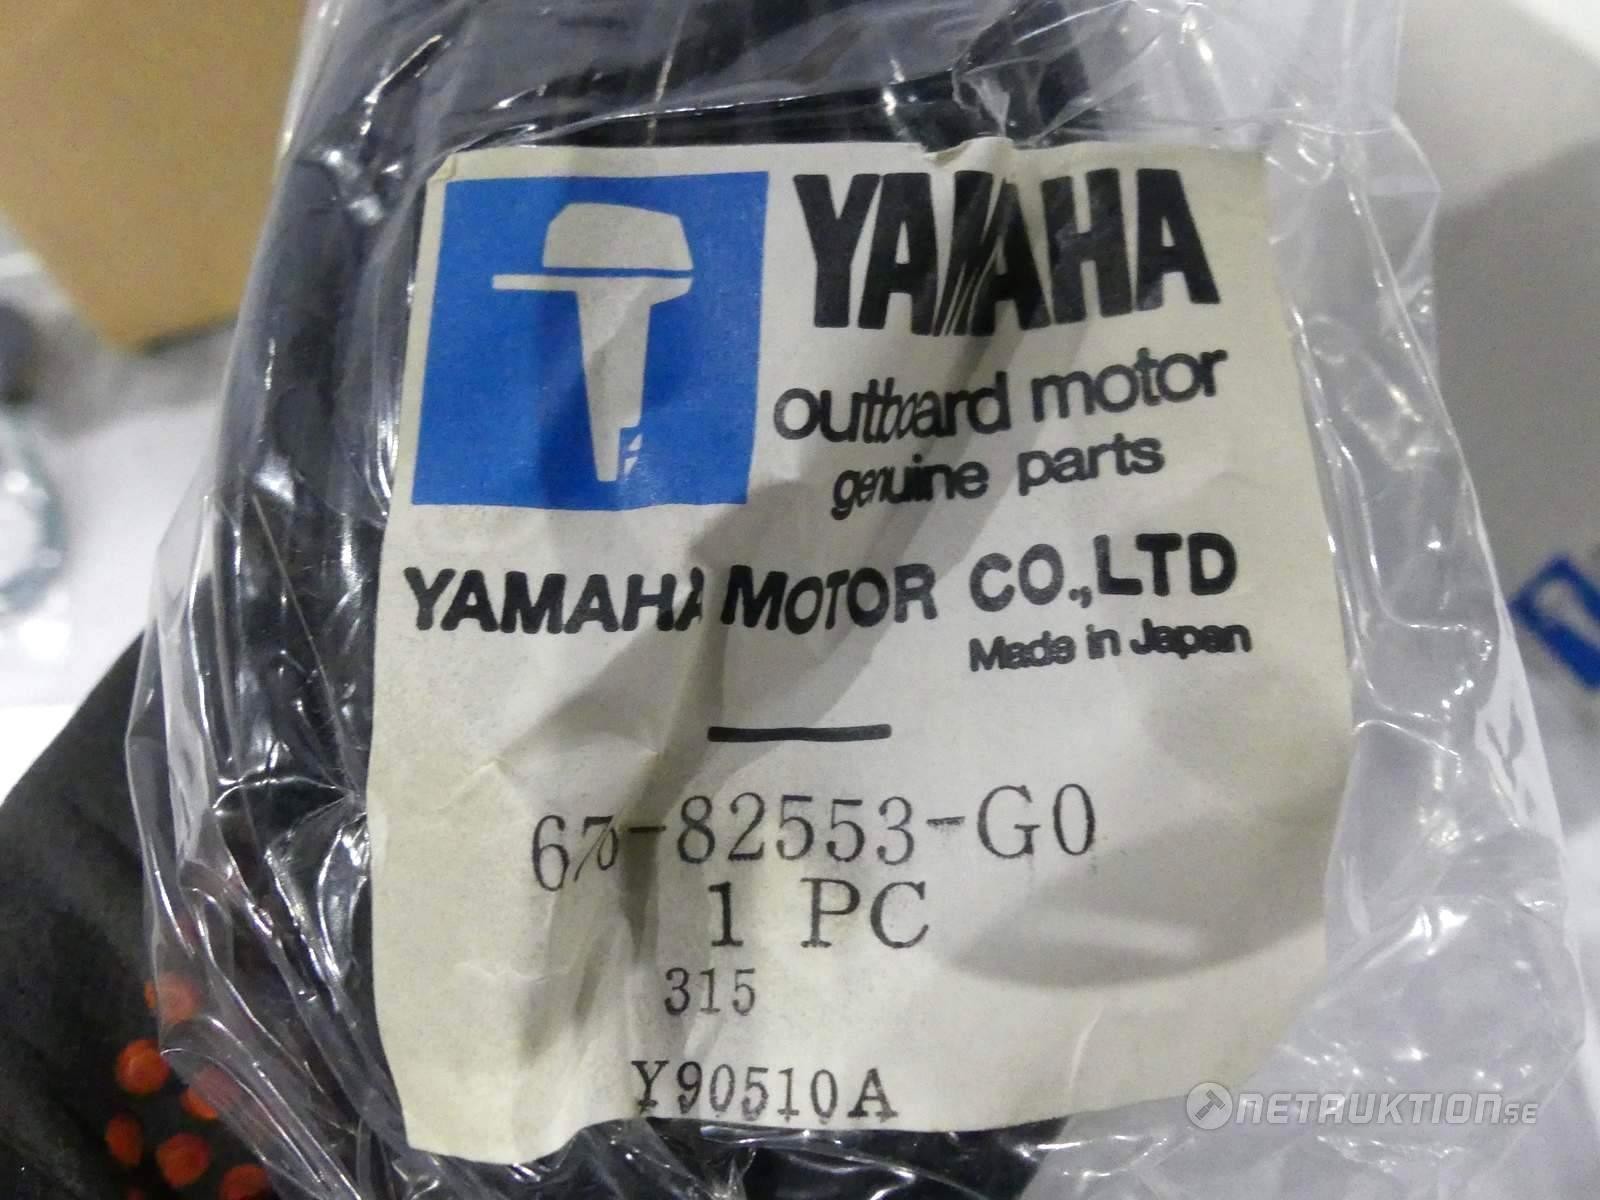 YAMAHA
outboard motor
genuine parts
YAMAHA MOTOR CO.,LTD
Made in Japan
-82553-G0
1 PC
315
Y90510A
NETAUKTION.SE